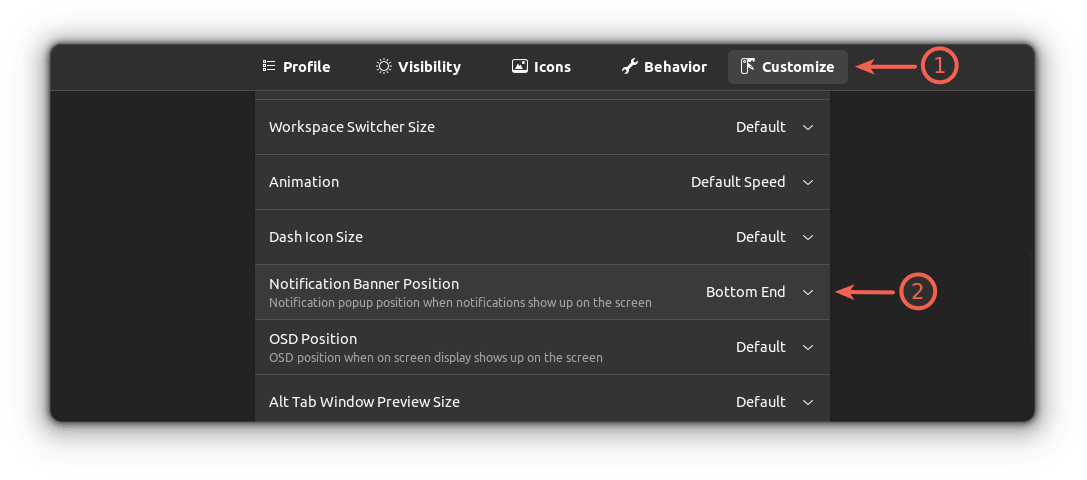 Profile Visibility Icons Behavior Customize 1
Workspace Switcher Size Default
Animation Default Speed
Dash Icon Size Default
Notification Banner Position
Notification popup position when notifications show up on the screen
Bottom End 2
OSD Position
OSD position when on screen display shows up on the screen
Default
Alt Tab Window Preview Size Default